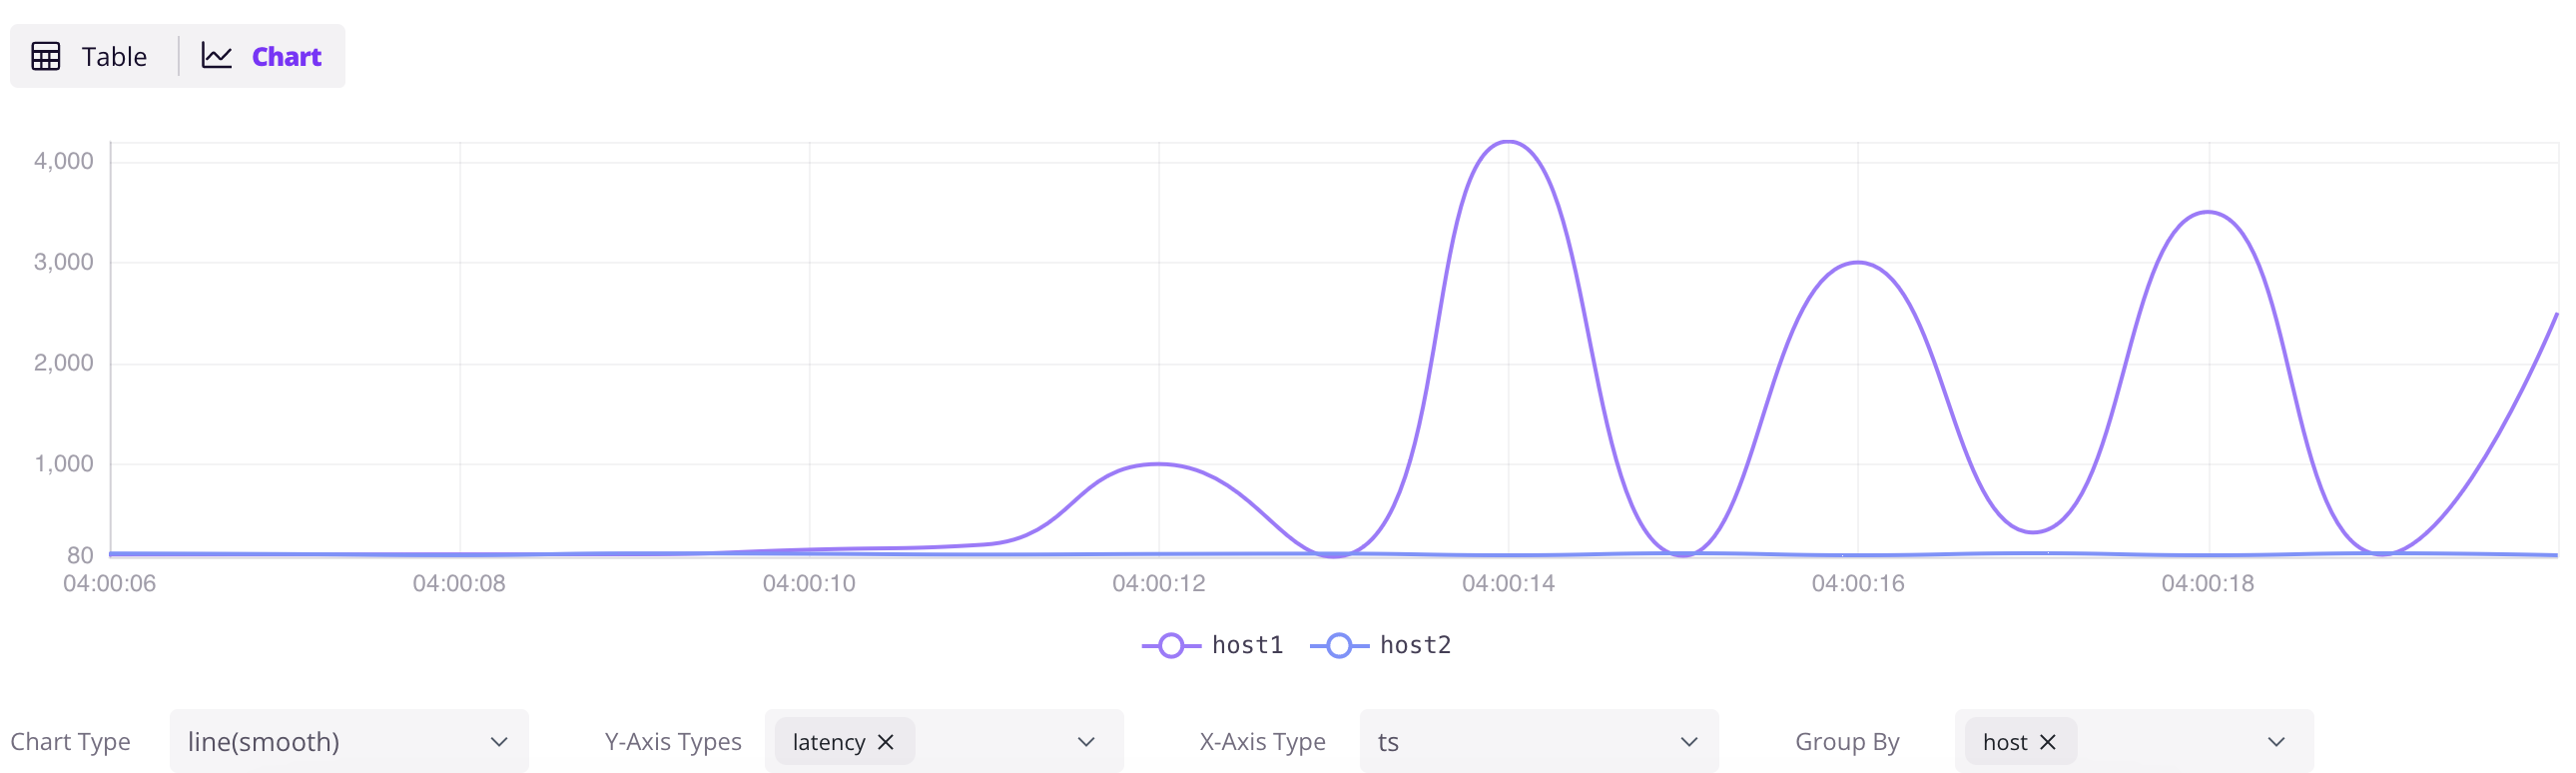 Table Chart
4,000
3,000
2,000
1,000
80
04:00:06 04:00:08 04:00:10 04:00:12 04:00:14 04:00:16 04:00:18
host1 host2
Chart Type line(smooth) Y-Axis Types latency X-Axis Type ts Group By host